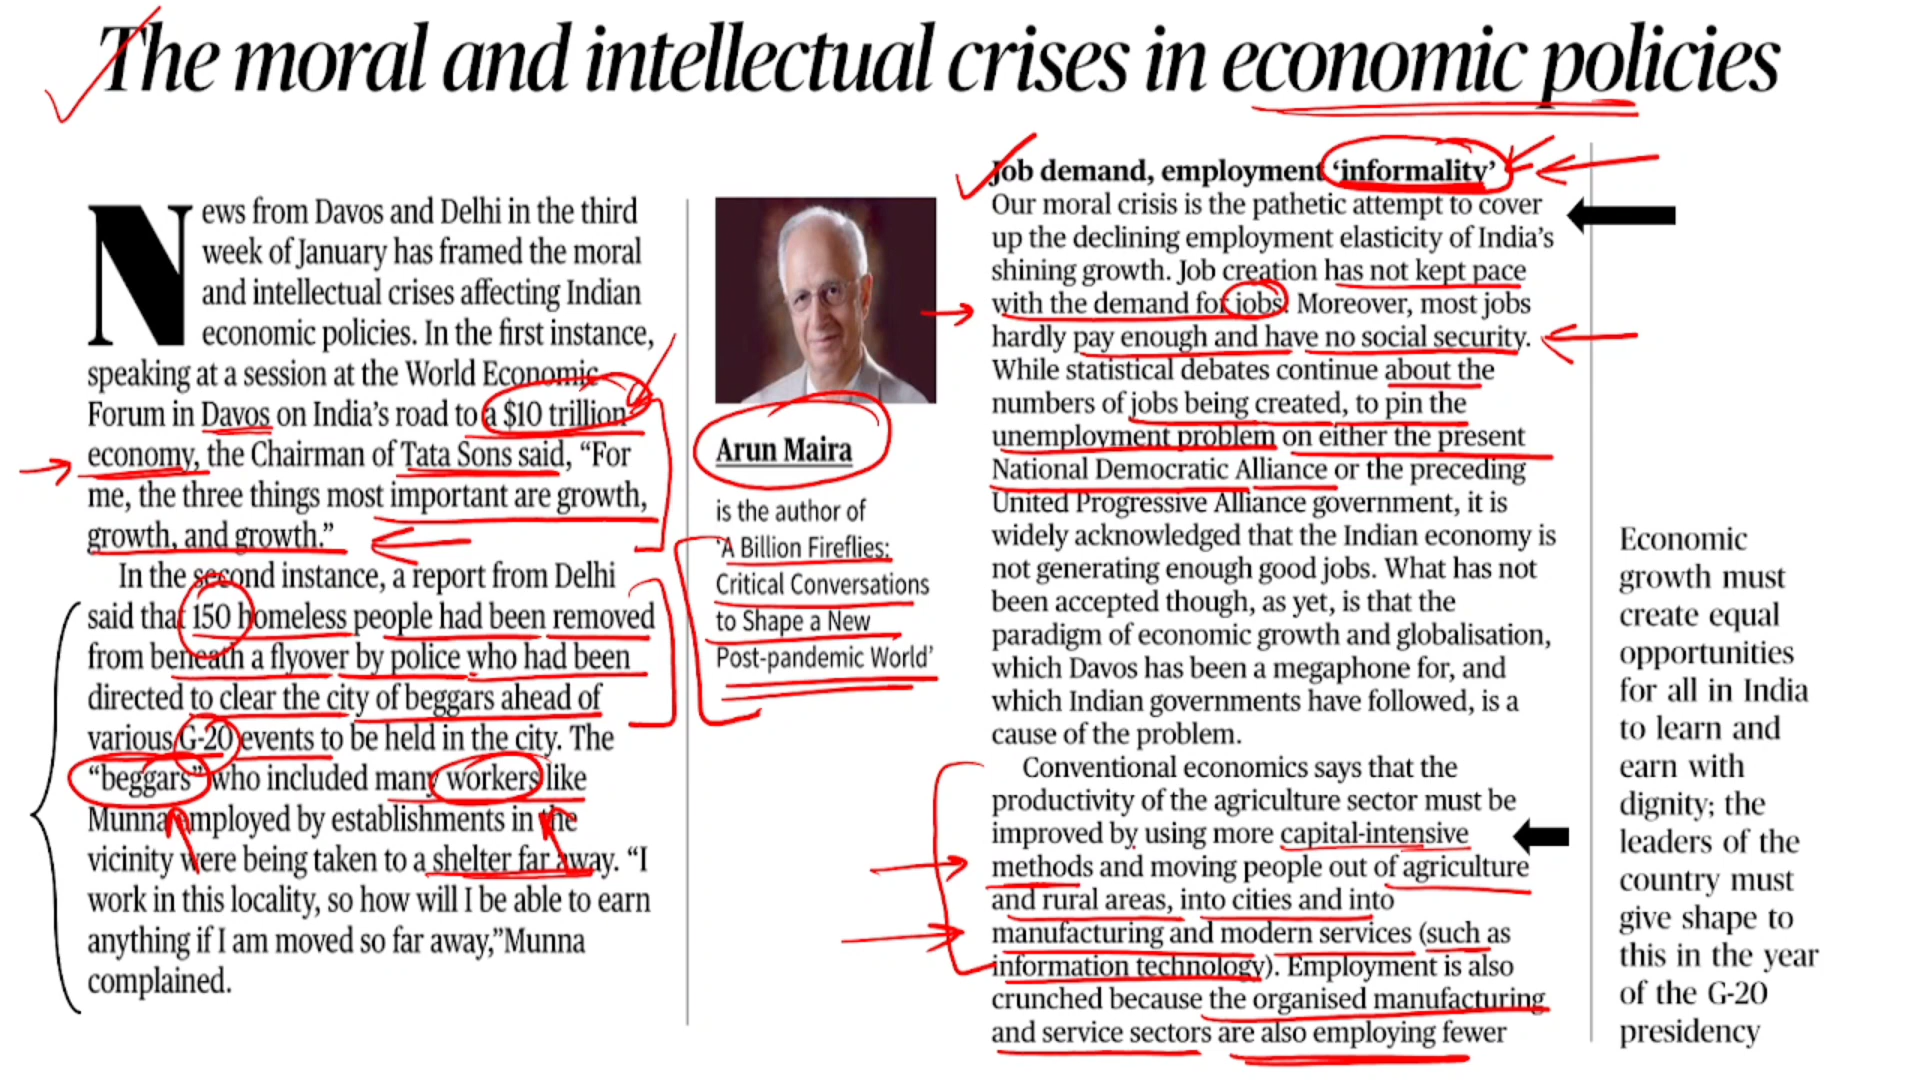 The moral and intellectual crises in economic policies
News from Davos and Delhi in the third
week of January has framed the moral
and intellectual crises affecting Indian
economic policies. In the first instance,
speaking at a session at the World Economic
Forum in Davos on India’s road to a $10 trillion
economy, the Chairman of Tata Sons said, “For
me, the three things most important are growth,
growth, and growth.”
In the second instance, a report from Delhi
said that 150 homeless people had been removed
from beneath a flyover by police who had been
directed to clear the city of beggars ahead of
various G-20 events to be held in the city. The
“beggars” who included many workers like
Munna employed by establishments in the
vicinity were being taken to a shelter far away. “I
work in this locality, so how will I be able to earn
anything if I am moved so far away,”Munna
complained.
Arun Maira
is the author of
‘A Billion Fireflies:
Critical Conversations
to Shape a New
Post-pandemic World’
Job demand, employment ‘informality’
Our moral crisis is the pathetic attempt to cover
up the declining employment elasticity of India’s
shining growth. Job creation has not kept pace
with the demand for jobs. Moreover, most jobs
hardly pay enough and have no social security.
While statistical debates continue about the
numbers of jobs being created, to pin the
unemployment problem on either the present
National Democratic Alliance or the preceding
United Progressive Alliance government, it is
widely acknowledged that the Indian economy is
not generating enough good jobs. What has not
been accepted though, as yet, is that the
paradigm of economic growth and globalisation,
which Davos has been a megaphone for, and
which Indian governments have followed, is a
cause of the problem.
Conventional economics says that the
productivity of the agriculture sector must be
improved by using more capital-intensive
methods and moving people out of agriculture
and rural areas, into cities and into
manufacturing and modern services (such as
information technology). Employment is also
crunched because the organised manufacturing
and service sectors are also employing fewer
Economic
growth must
create equal
opportunities
for all in India
to learn and
earn with
dignity; the
leaders of the
country must
give shape to
this in the year
of the G-20
presidency